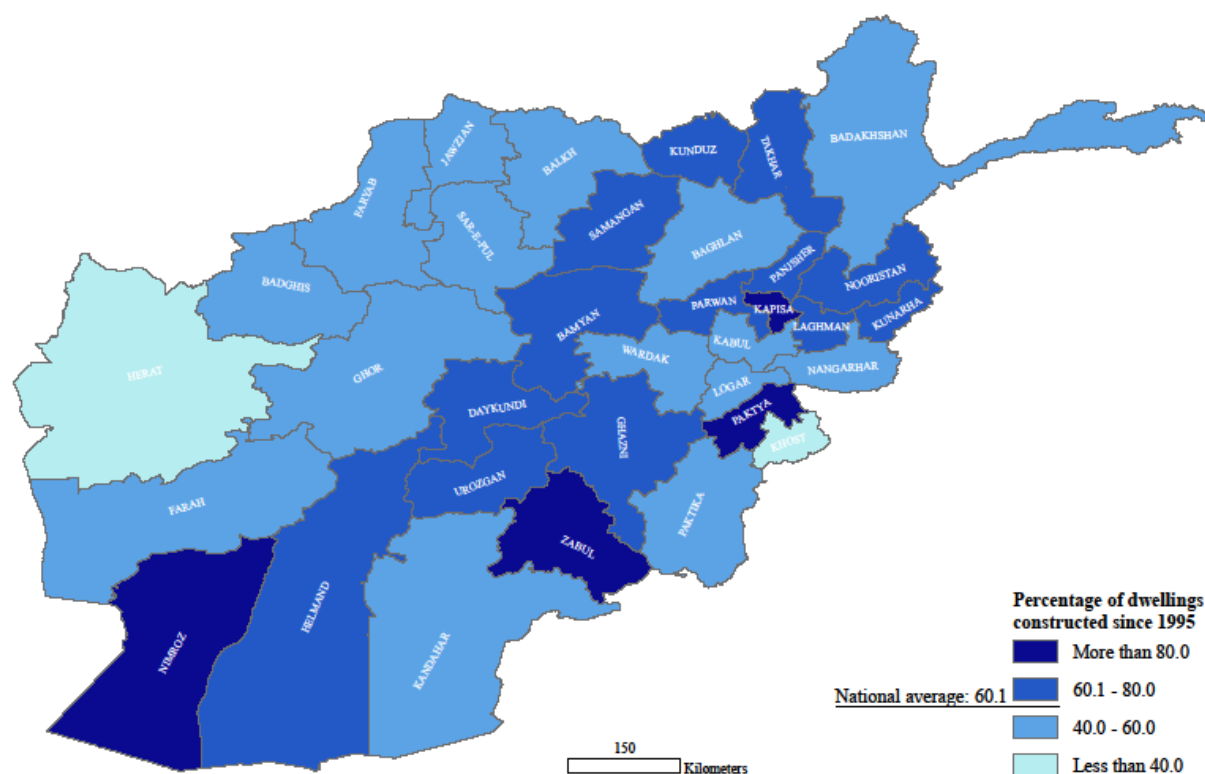 BADAKHSHAN
JAWZJAN
BALKH
KUNDUZ
TAKHAR
FARYAB
SAR-E-PUL
SAMANGAN
BAGHLAN
PANJSHER
NOORISTAN
BADGHIS
PARWAN
KAPISA
KUNARHA
BAMYAN
LAGHMAN
KABUL
HERAT
GHOR
WARDAK
NANGARHAR
LOGAR
DAYKUNDI
PAKTYA
GHAZNI
KHOST
UROZGAN
FARAH
PAKTIKA
ZABUL
HELMAND
NIMROZ
KANDAHAR
Percentage of dwellings
constructed since 1995
More than 80.0
60.1 - 80.0
National average: 60.1
40.0 - 60.0
Less than 40.0
150
Kilometers